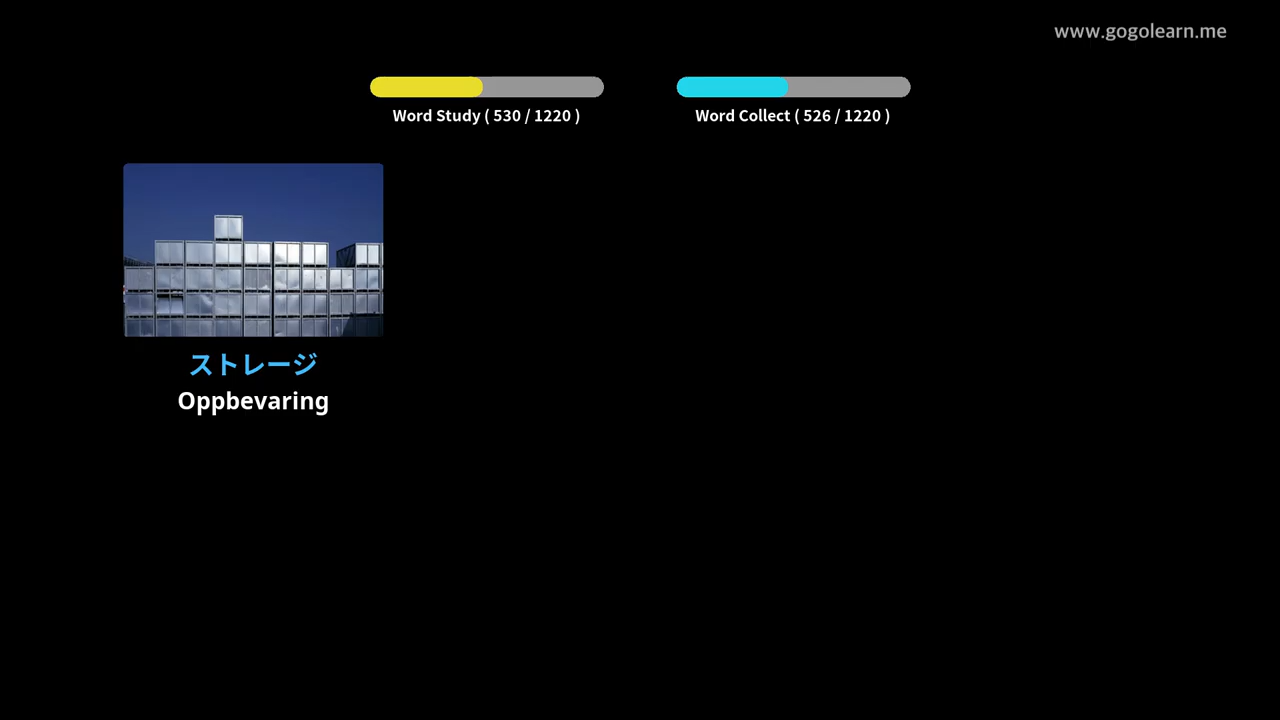 www.gogolearn.me
Word Study ( 530 / 1220 )
Word Collect ( 526 / 1220 )
ストレージ
Oppbevaring